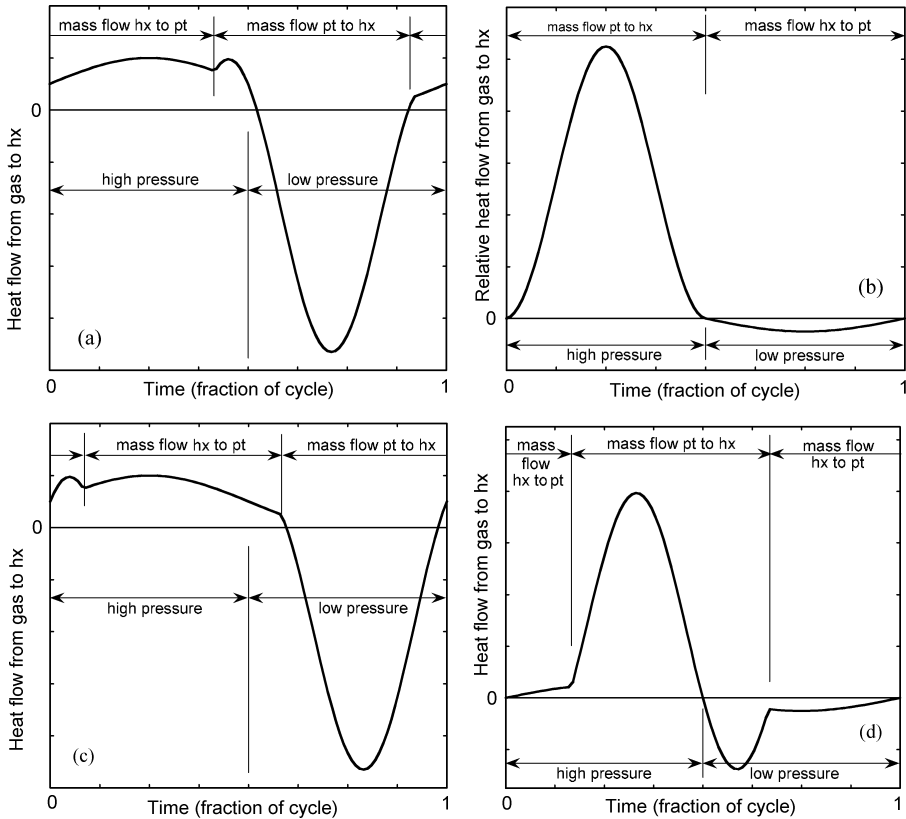 mass flow hx to pt
mass flow pt to hx
0
Heat flow from gas to hx
high pressure
low pressure
(a)
0
1
Time (fraction of cycle)
mass flow pt to hx
mass flow hx to pt
Relative heat flow from gas to hx
0
(b)
high pressure
low pressure
0
1
Time (fraction of cycle)
mass flow hx to pt
mass flow pt to hx
0
Heat flow from gas to hx
high pressure
low pressure
(c)
0
1
Time (fraction of cycle)
mass
flow
hx to pt
mass flow pt to hx
mass flow
hx to pt
Heat flow from gas to hx
0
(d)
high pressure
low pressure
0
1
Time (fraction of cycle)